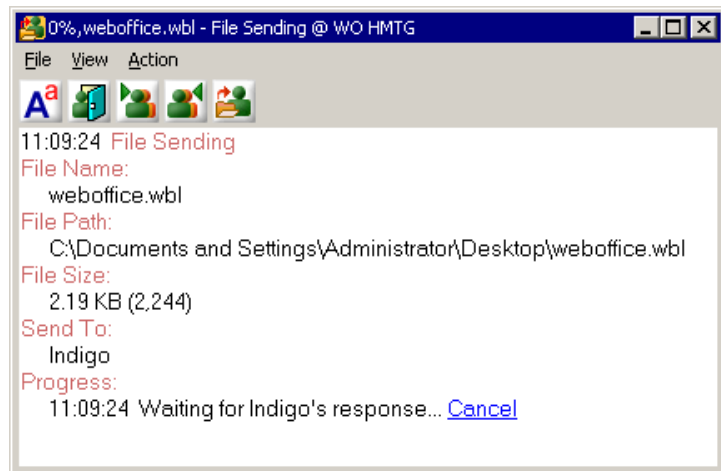 0%,weboffice.wbl - File Sending @ WO HMTG
File View Action
Aa
11:09:24 File Sending
File Name:
weboffice.wbl
File Path:
C:\Documents and Settings\Administrator\Desktop\weboffice.wbl
File Size:
2.19 KB (2,244)
Send To:
Indigo
Progress:
11:09:24 Waiting for Indigo's response... Cancel